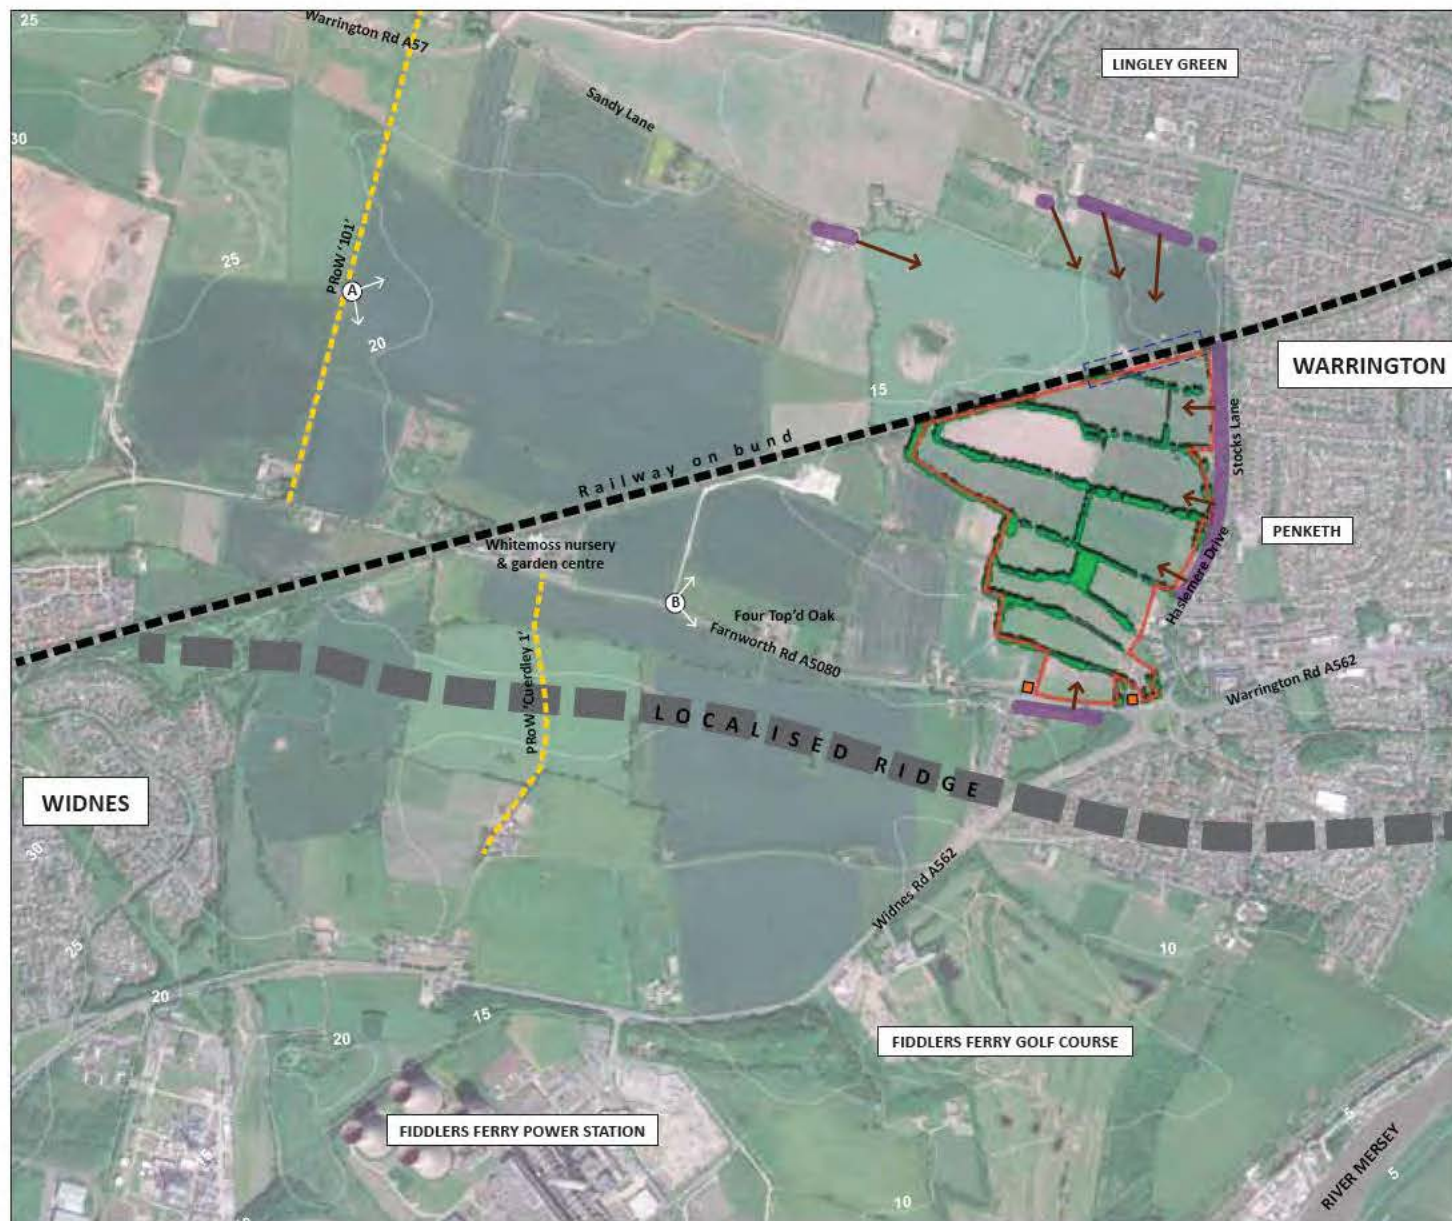 25
Warrington Rd A57
LINGLEY GREEN
Sandy Lane
30
PRoW '101'
25
A
20
WARRINGTON
15
Stocks Lane
Railway on bund
PENKETH
Whitemoss nursery
& garden centre
Haslemere Drive
B
Four Top'd Oak
Farnworth Rd A5080
PRoW 'Cuerdley 1'
Warrington Rd A562
LOCALISED RIDGE
WIDNES
30
Widnes Rd A562
25
10
20
15
20
FIDDLERS FERRY GOLF COURSE
FIDDLERS FERRY POWER STATION
5
RIVER MERSEY
5
10